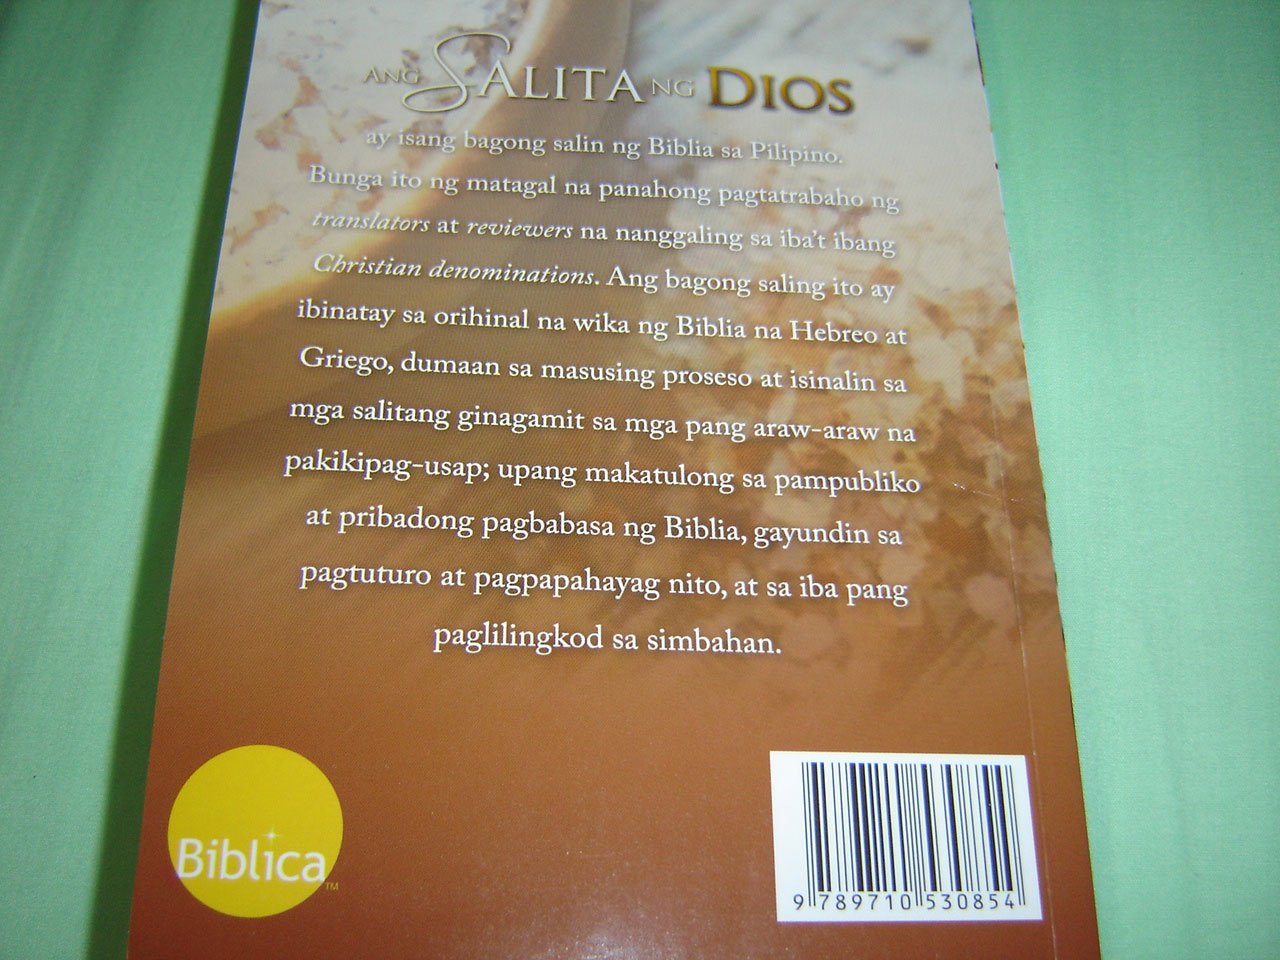 ANG SALITA NG DIOS
ay isang bagong salin ng Biblia sa Pilipino.
Bunga ito ng matagal na panahong pagtatrabaho ng
translators at reviewers na nanggaling sa iba't ibang
Christian denominations. Ang bagong saling ito ay
ibinatay sa orihinal na wika ng Biblia na Hebreo at
Griego, dumaan sa masusing proseso at isinalin sa
mga salitang ginagamit sa mga pang araw-araw na
pakikipag-usap; upang makatulong sa pampubliko
at pribadong pagbabasa ng Biblia, gayundin sa
pagtuturo at pagpapahayag nito, at sa iba pang
paglilingkod sa simbahan.
Biblica™
9 789710 530854